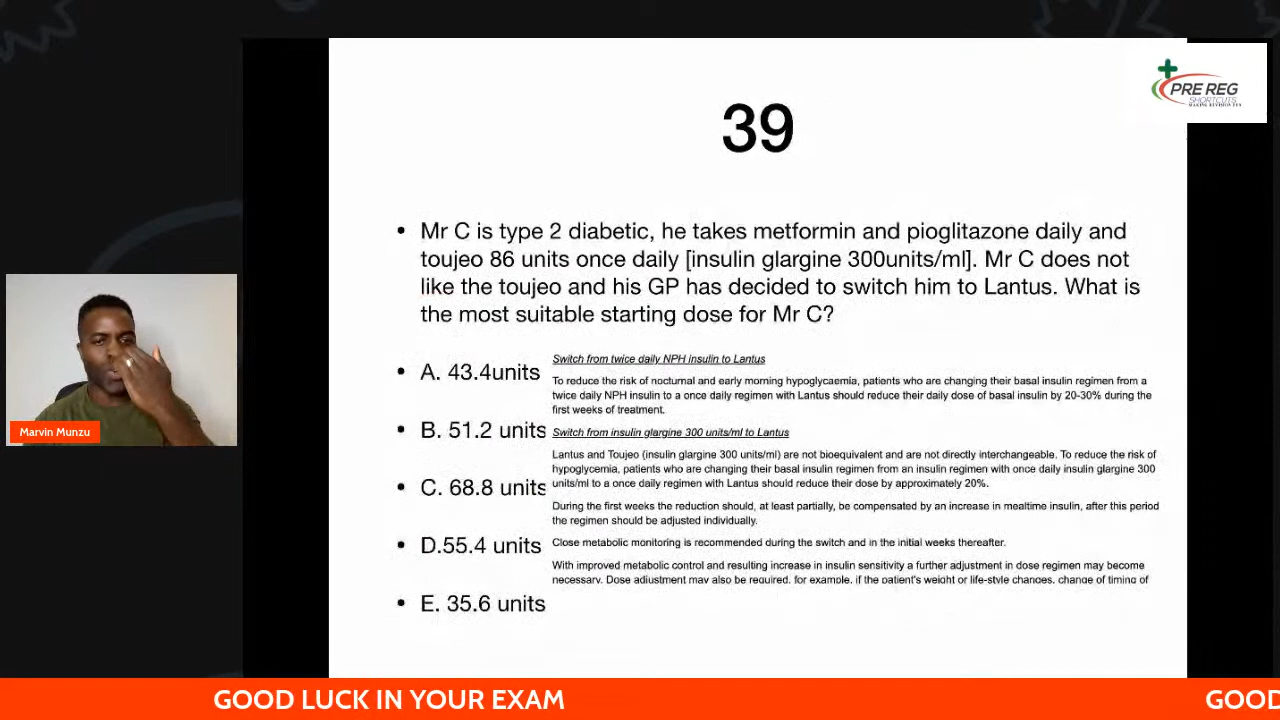 PRE REG
SHORTCUTS
39
• Mr C is type 2 diabetic, he takes metformin and pioglitazone daily and
toujeo 86 units once daily [insulin glargine 300units/ml]. Mr C does not
like the toujeo and his GP has decided to switch him to Lantus. What is
the most suitable starting dose for Mr C?
• A. 43.4units
• B. 51.2 units
• C. 68.8 units
• D.55.4 units
• E. 35.6 units
Switch from twice daily NPH insulin to Lantus
To reduce the risk of nocturnal and early morning hypoglycaemia, patients who are changing their basal insulin regimen from a
twice daily NPH insulin to a once daily regimen with Lantus should reduce their daily dose of basal insulin by 20-30% during the
first weeks of treatment.
Switch from insulin glargine 300 units/ml to Lantus
Lantus and Toujeo (insulin glargine 300 units/ml) are not bioequivalent and are not directly interchangeable. To reduce the risk of
hypoglycemia, patients who are changing their basal insulin regimen from an insulin regimen with once daily insulin glargine 300
units/ml to a once daily regimen with Lantus should reduce their dose by approximately 20%.
During the first weeks the reduction should, at least partially, be compensated by an increase in mealtime insulin, after this period
the regimen should be adjusted individually.
Close metabolic monitoring is recommended during the switch and in the initial weeks thereafter.
With improved metabolic control and resulting increase in insulin sensitivity a further adjustment in dose regimen may become
necessary. Dose adjustment may also be required, for example, if the patient's weight or life-style changes, change of timing of
Marvin Munzu
GOOD LUCK IN YOUR EXAM
GOOD